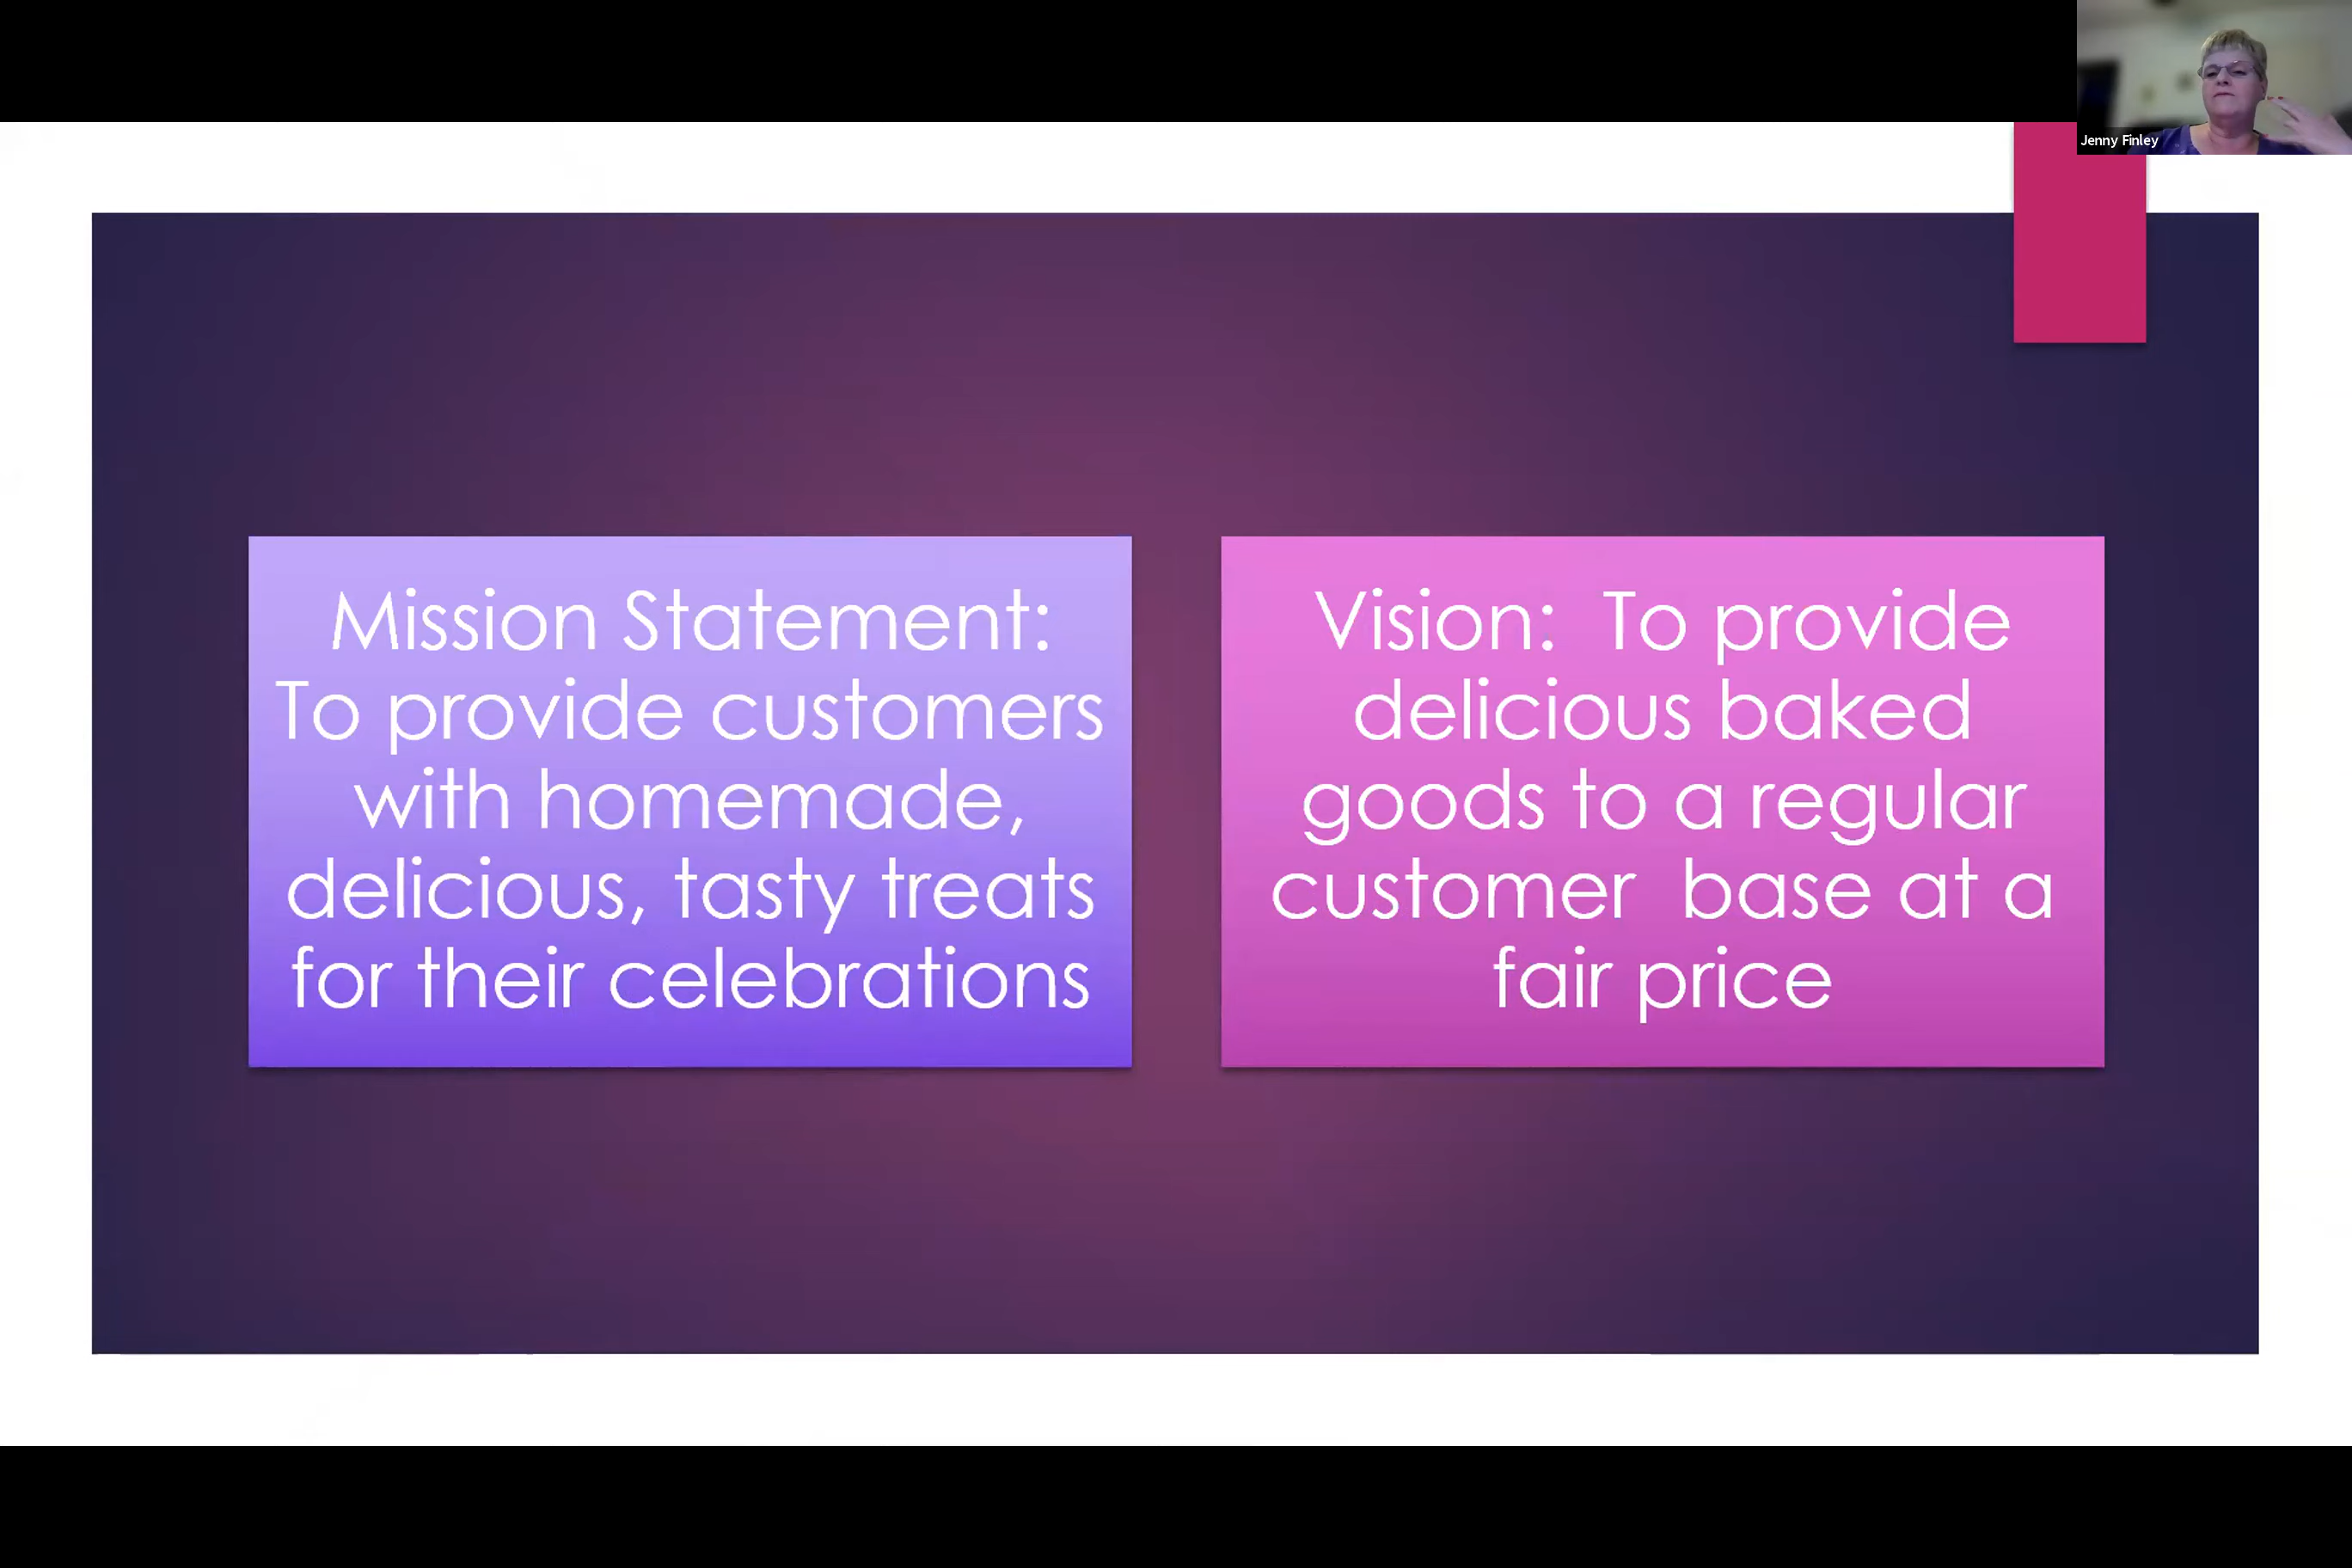 Jenny Finley
Mission Statement:
To provide customers
with homemade,
delicious, tasty treats
for their celebrations
Vision:  To provide
delicious baked
goods to a regular
customer  base at a
fair price